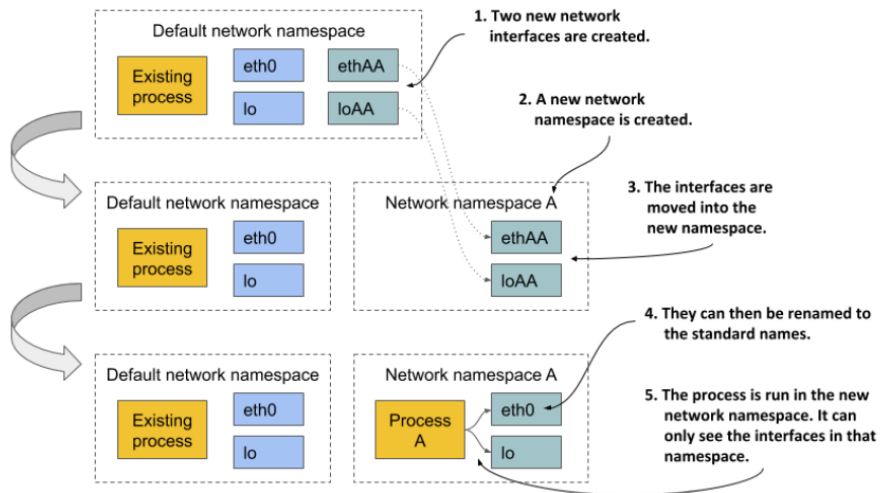 Default network namespace
Existing
process
eth0
lo
ethAA
loAA
1. Two new network
interfaces are created.
2. A new network
namespace is created.
Default network namespace
Existing
process
eth0
lo
Network namespace A
ethAA
loAA
3. The interfaces are
moved into the
new namespace.
4. They can then be renamed to
the standard names.
Default network namespace
Existing
process
eth0
lo
Network namespace A
Process
A
eth0
lo
5. The process is run in the new
network namespace. It can
only see the interfaces in that
namespace.